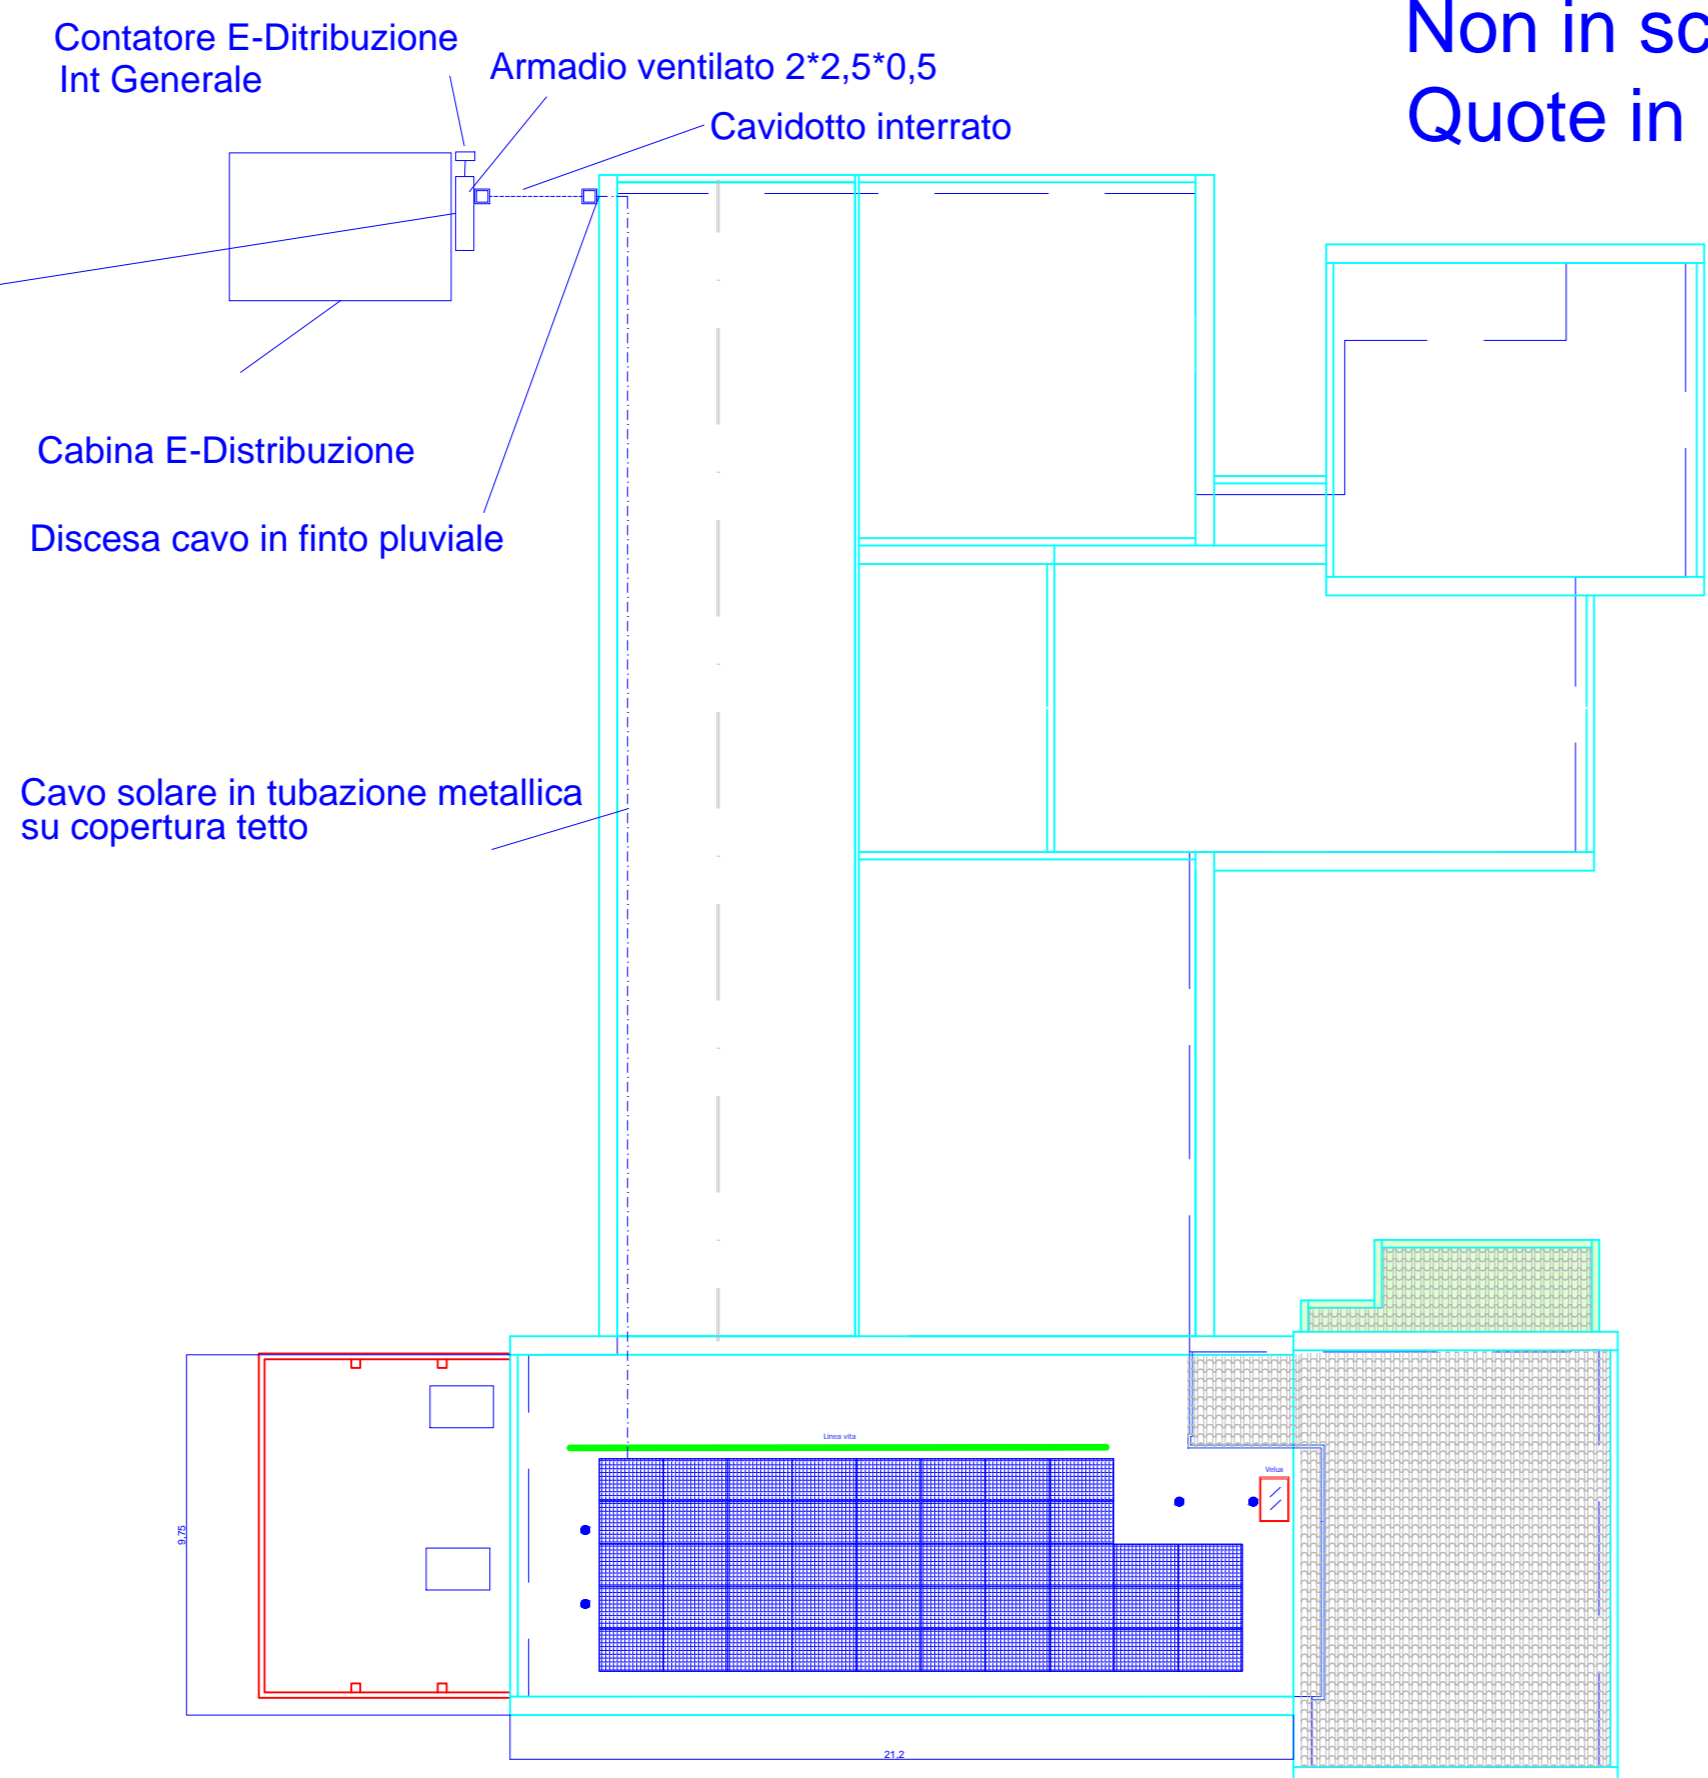 Non in sc
Quote in
Contatore E-Ditribuzione
Int Generale
Armadio ventilato 2*2,5*0,5
Cavidotto interrato
Cabina E-Distribuzione
Discesa cavo in finto pluviale
Cavo solare in tubazione metallica
su copertura tetto
Linea vita
Velux
9,75
21,2